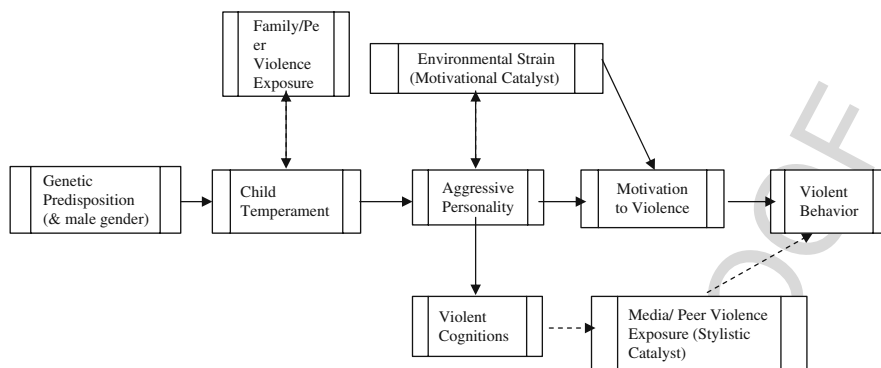 Family/Pe
er
Violence
Exposure
Environmental Strain
(Motivational Catalyst)
Genetic
Predisposition
(& male gender)
Child
Temperament
Aggressive
Personality
Motivation
to Violence
Violent
Behavior
Violent
Cognitions
Media/ Peer Violence
Exposure (Stylistic
Catalyst)
OOF